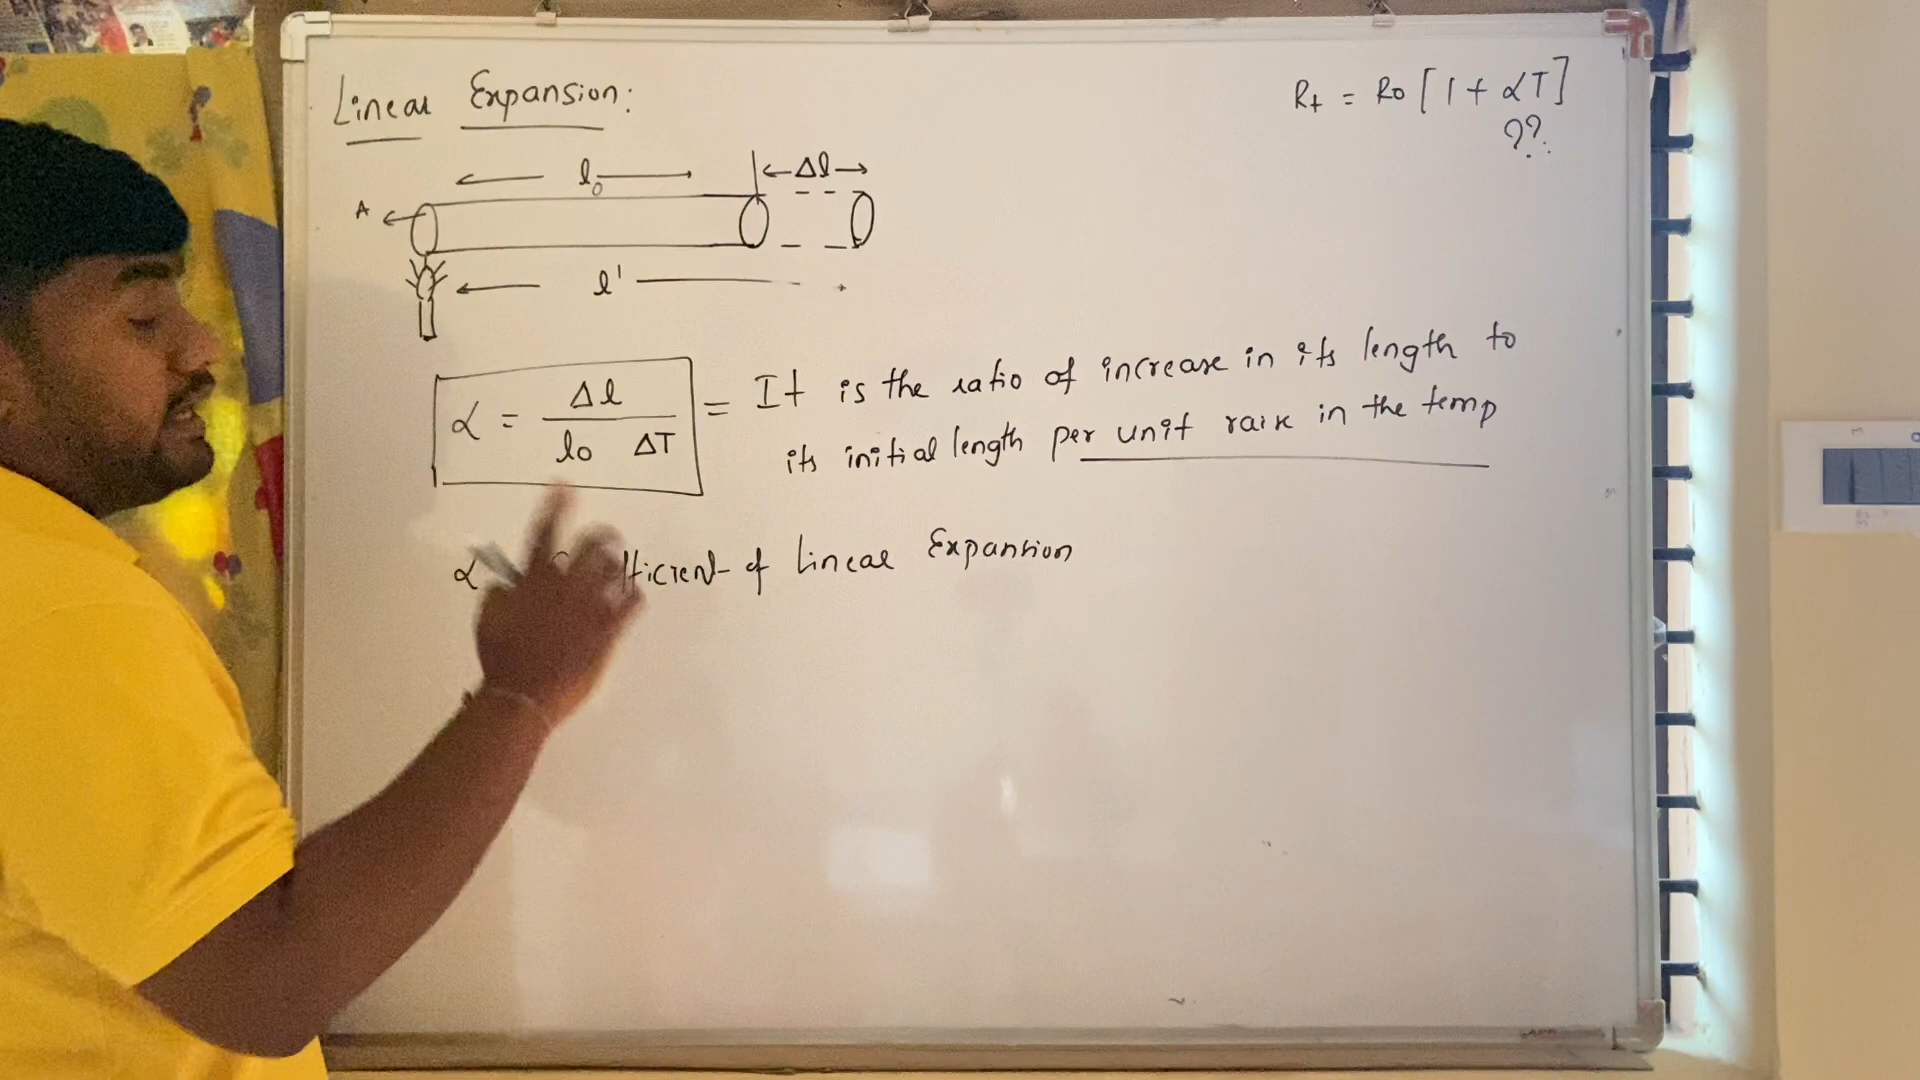 Linear Expansion:
Rt = Ro [1 + αT]
??
l₀ Δl
A
l'
α = Δl / lo ΔT = It is the ratio of increase in its length to
its initial length per unit raise in the temp
α of Linear Expansion